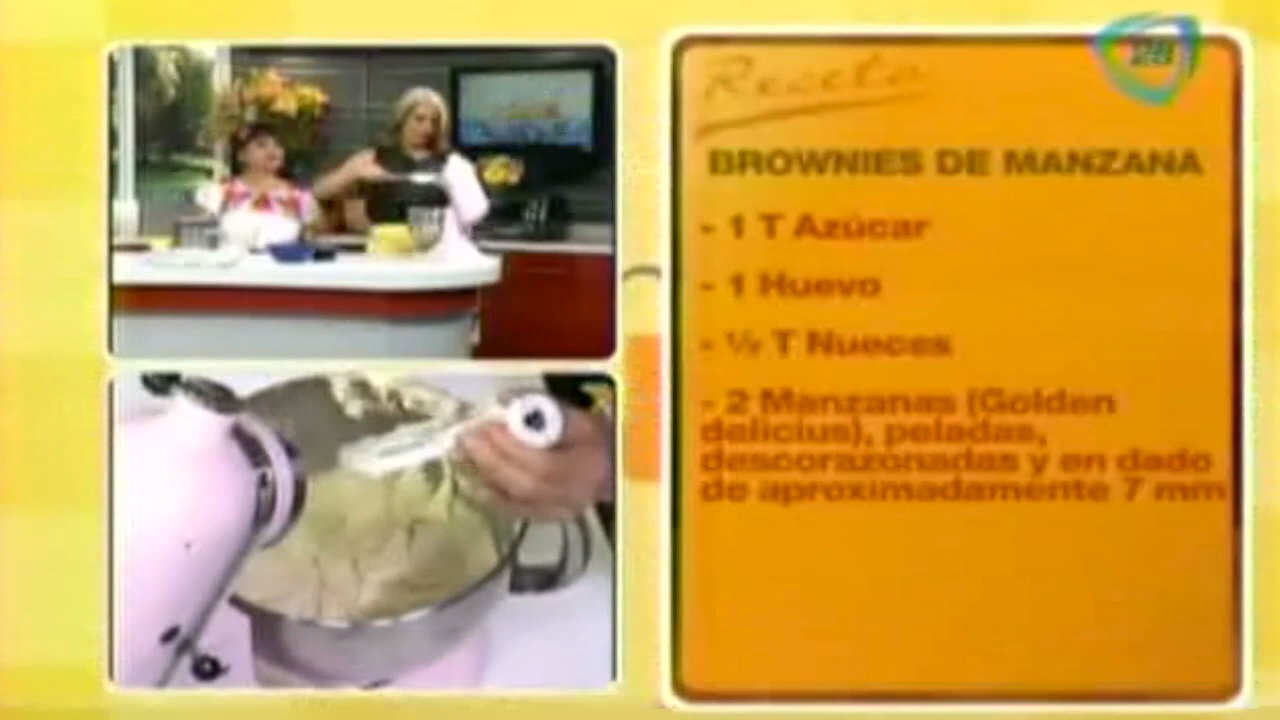 Receta
28
BROWNIES DE MANZANA
- 1 T Azúcar
- 1 Huevo
- ½ T Nueces
- 2 Manzanas (Golden
delicius), peladas,
descorazonadas y en dado
de aproximadamente 7 mm